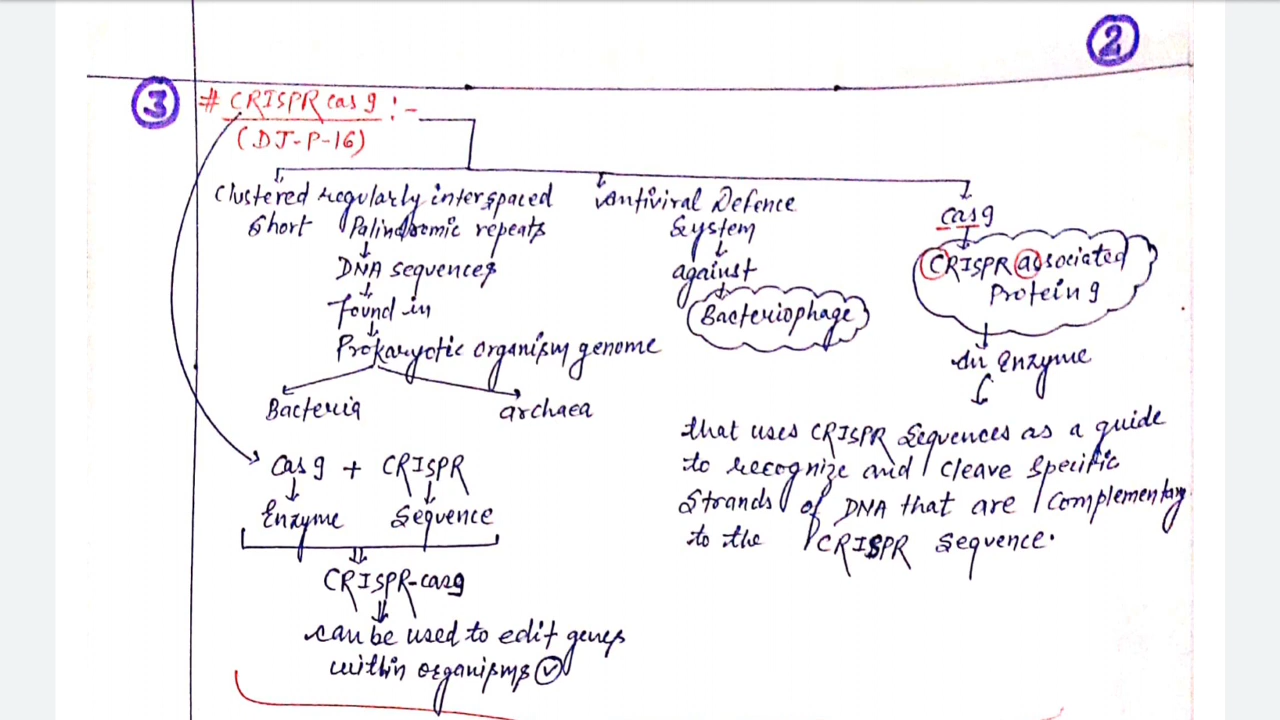 2
3 # CRISPR cas 9 :-
(DJ-P-16)
Clustered regularly interspaced
Short Palindromic repeats
DNA sequences
found in
Prokaryotic organism genome
Bacteria archaea
Antiviral Defence
System
against
Bacteriophage
cas9
CRISPR associated
Protein 9
An Enzyme
that uses CRISPR Sequences as a guide
to recognize and cleave specific
Strands of DNA that are complementary
to the CRISPR sequence.
Cas 9 + CRISPR
Enzyme Sequence
CRISPR-cas9
can be used to edit genes
within organisms